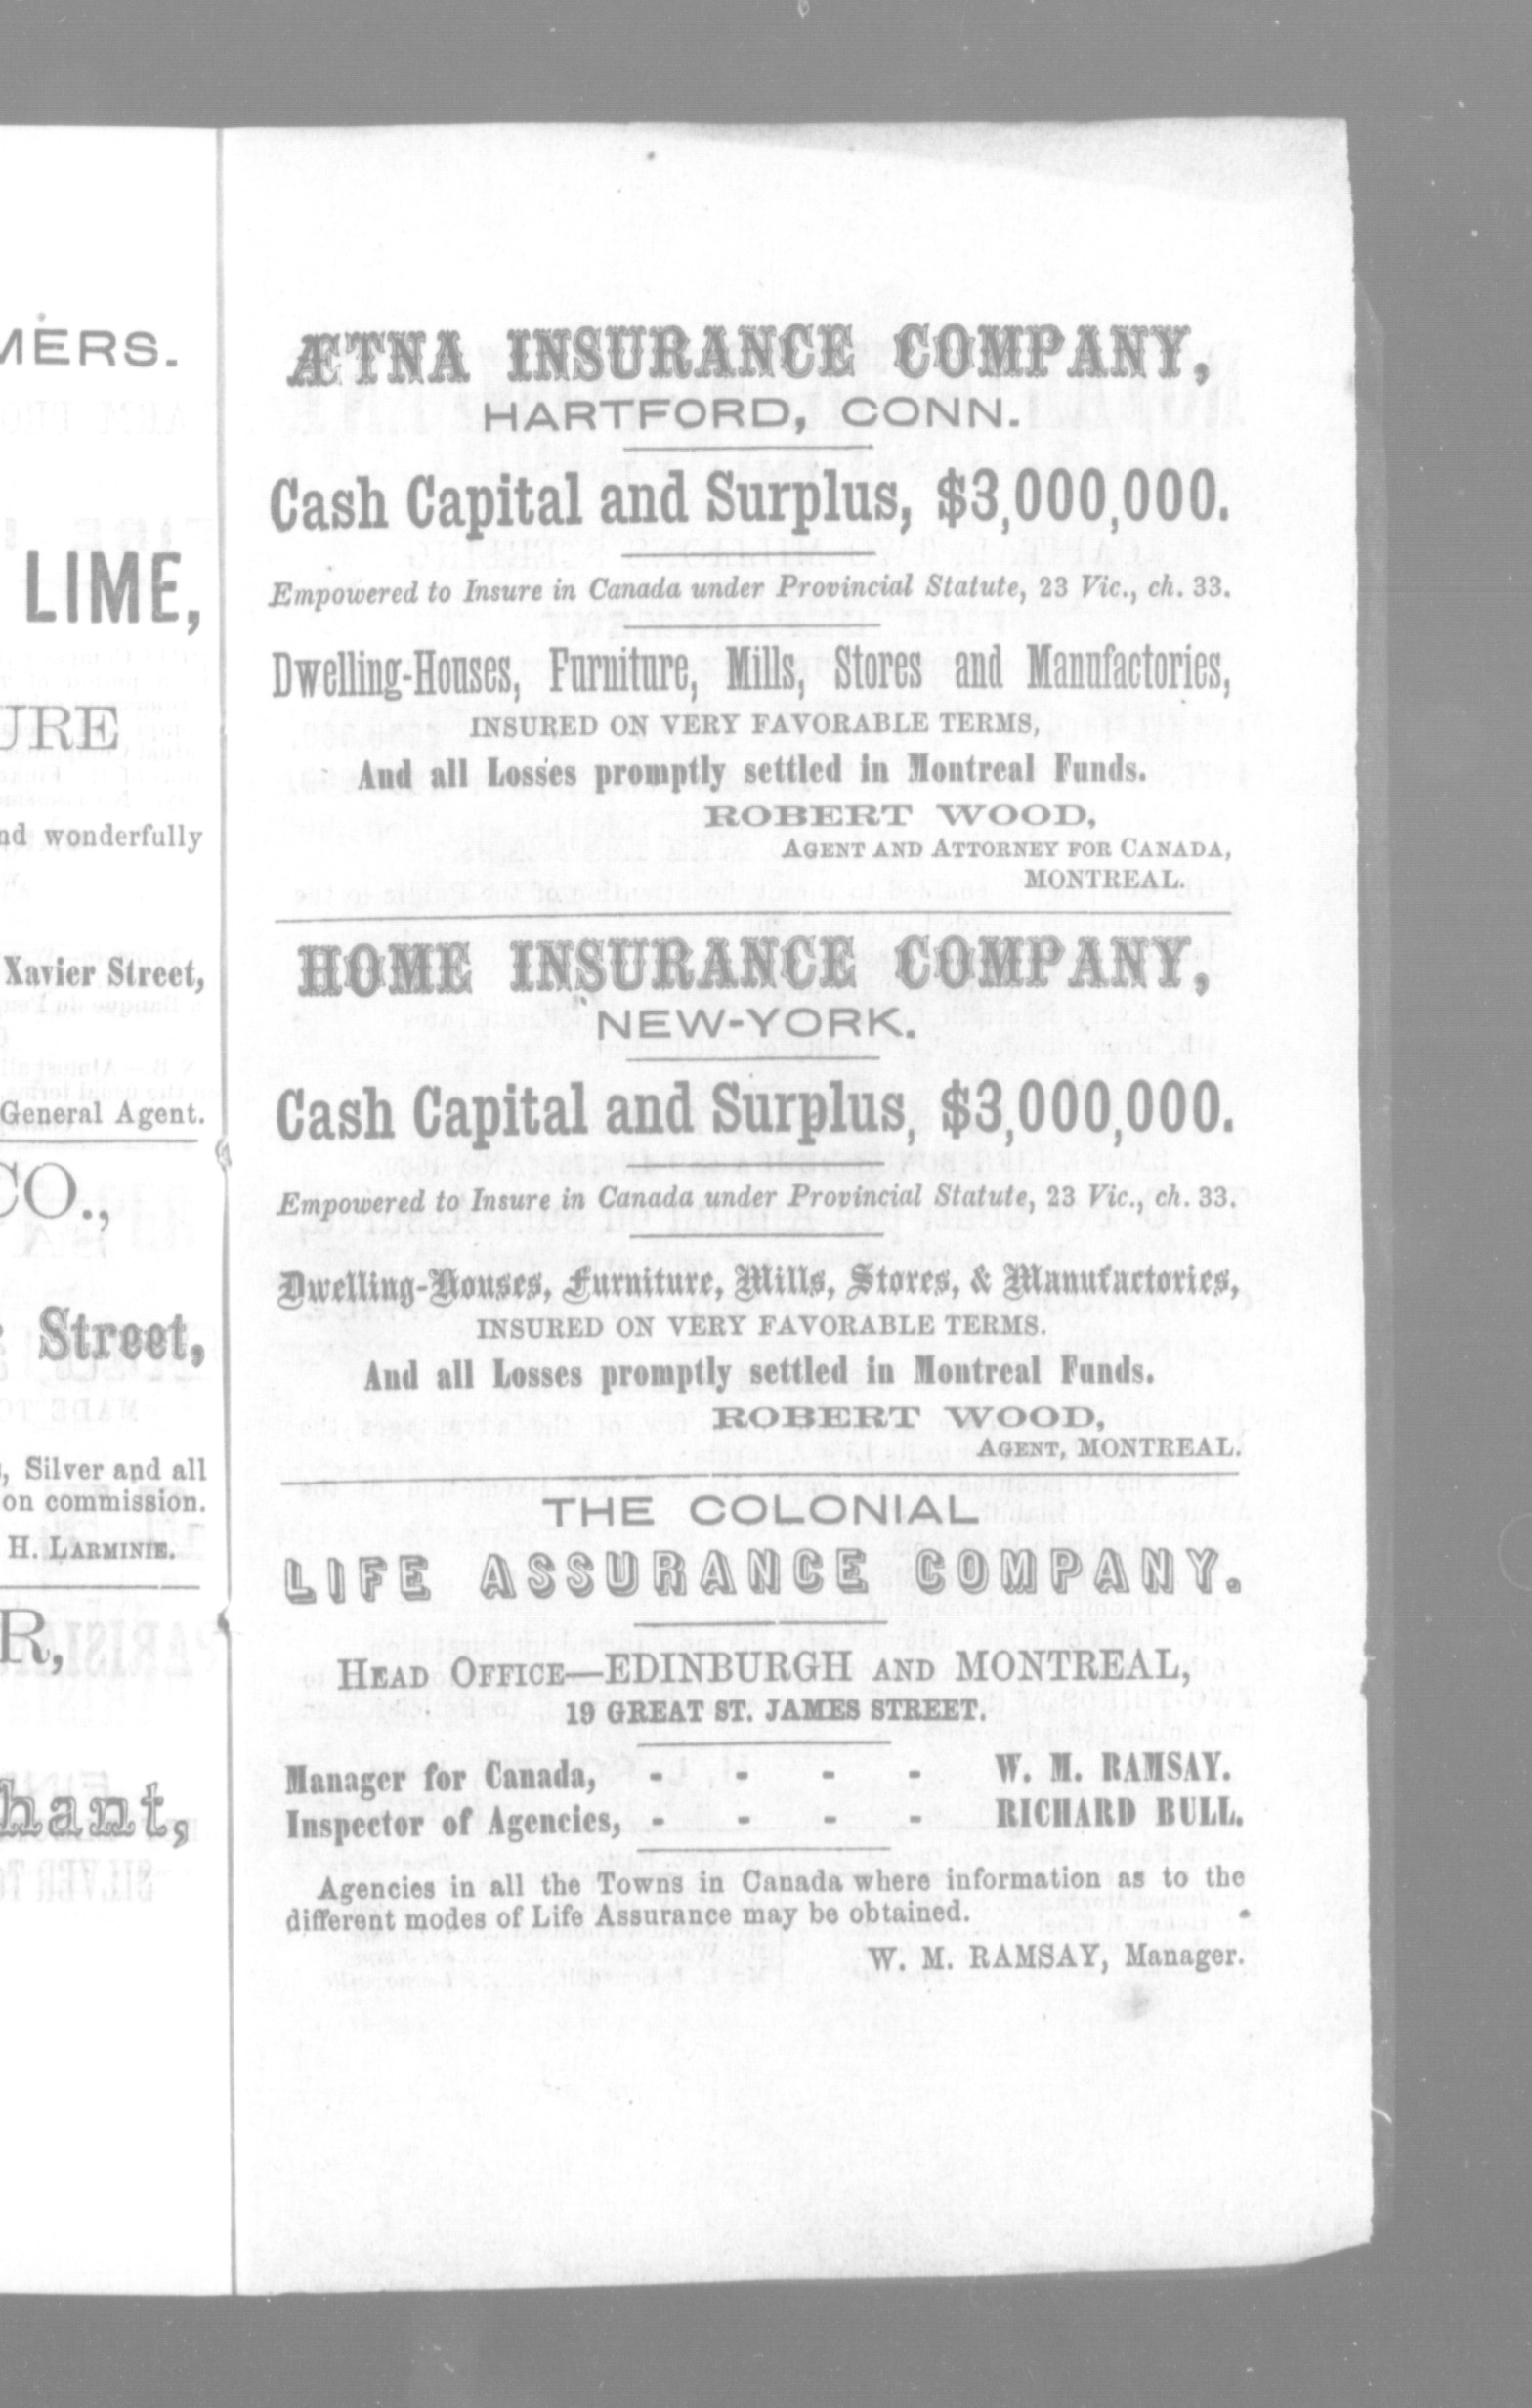 MERS.
LIME,
URE
nd wonderfully
Xavier Street,
General Agent.
CO.,
Street,
, Silver and all
on commission.
H. LARMINIE.
R,
hant,
ÆTNA INSURANCE COMPANY,
HARTFORD, CONN.
Cash Capital and Surplus, $3,000,000.
Empowered to Insure in Canada under Provincial Statute, 23 Vic., ch. 33.
Dwelling-Houses, Furniture, Mills, Stores and Manufactories,
INSURED ON VERY FAVORABLE TERMS,
And all Losses promptly settled in Montreal Funds.
ROBERT WOOD,
AGENT AND ATTORNEY FOR CANADA,
MONTREAL.
HOME INSURANCE COMPANY,
NEW-YORK.
Cash Capital and Surplus, $3,000,000.
Empowered to Insure in Canada under Provincial Statute, 23 Vic., ch. 33.
Dwelling-Houses, Furniture, Mills, Stores, & Manufactories,
INSURED ON VERY FAVORABLE TERMS.
And all Losses promptly settled in Montreal Funds.
ROBERT WOOD,
AGENT, MONTREAL.
THE COLONIAL
LIFE ASSURANCE COMPANY.
HEAD OFFICE—EDINBURGH AND MONTREAL,
19 GREAT ST. JAMES STREET.
Manager for Canada, - - - - W. M. RAMSAY.
Inspector of Agencies, - - - - RICHARD BULL.
Agencies in all the Towns in Canada where information as to the
different modes of Life Assurance may be obtained.
W. M. RAMSAY, Manager.